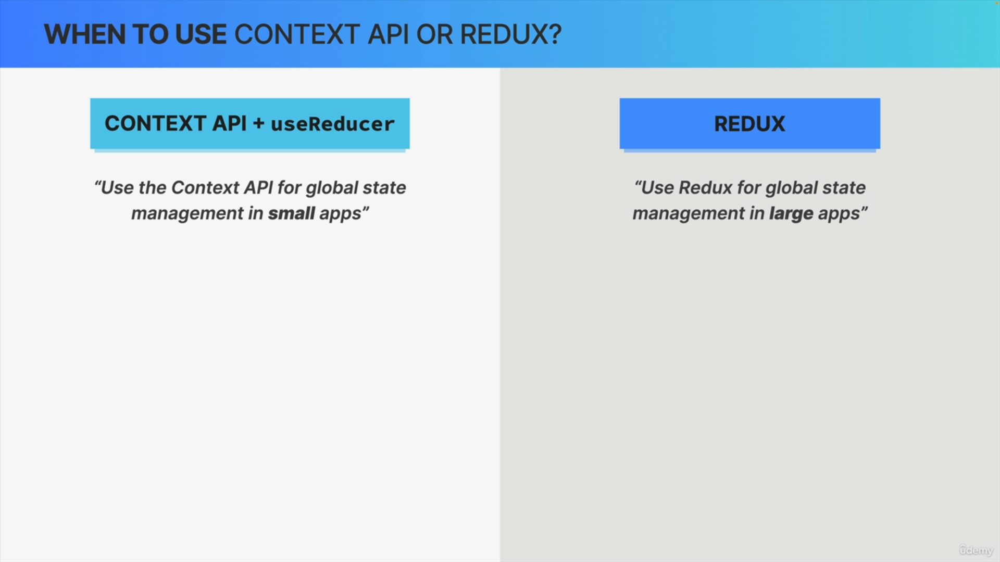 WHEN TO USE CONTEXT API OR REDUX?
CONTEXT API + useReducer
“Use the Context API for global state
management in small apps”
REDUX
“Use Redux for global state
management in large apps”
ûdemy